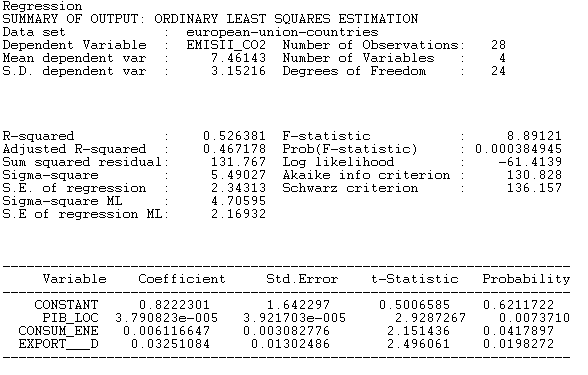 Regression
SUMMARY OF OUTPUT: ORDINARY LEAST SQUARES ESTIMATION
Data set : european-union-countries
Dependent Variable : EMISII_CO2 Number of Observations: 28
Mean dependent var : 7.46143 Number of Variables : 4
S.D. dependent var : 3.15216 Degrees of Freedom : 24
R-squared : 0.526381 F-statistic : 8.89121
Adjusted R-squared : 0.467178 Prob(F-statistic) : 0.000384945
Sum squared residual: 131.767 Log likelihood : -61.4139
Sigma-square : 5.49027 Akaike info criterion : 130.828
S.E. of regression : 2.34313 Schwarz criterion : 136.157
Sigma-square ML : 4.70595
S.E of regression ML: 2.16932
Variable Coefficient Std.Error t-Statistic Probability
CONSTANT 0.8222301 1.642297 0.5006585 0.6211722
PIB_LOC 3.790823e-005 3.921703e-005 2.9287267 0.0073710
CONSUM_ENE 0.006116647 0.003082776 2.151436 0.0417897
EXPORT___D 0.03251084 0.01302486 2.496061 0.0198272